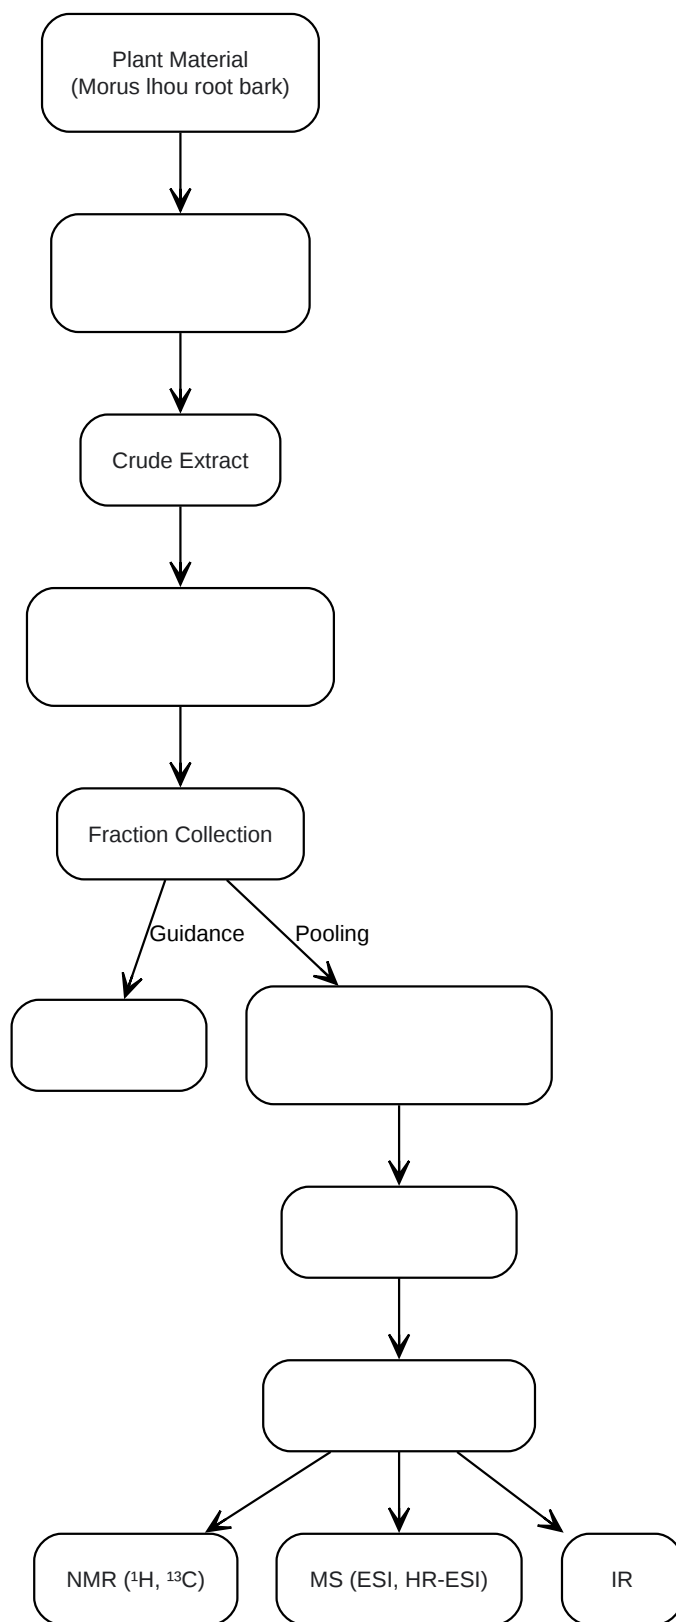 Plant Material
(Morus lhou root bark)
Crude Extract
Fraction Collection
Guidance
Pooling
NMR (¹H, ¹³C)
MS (ESI, HR-ESI)
IR